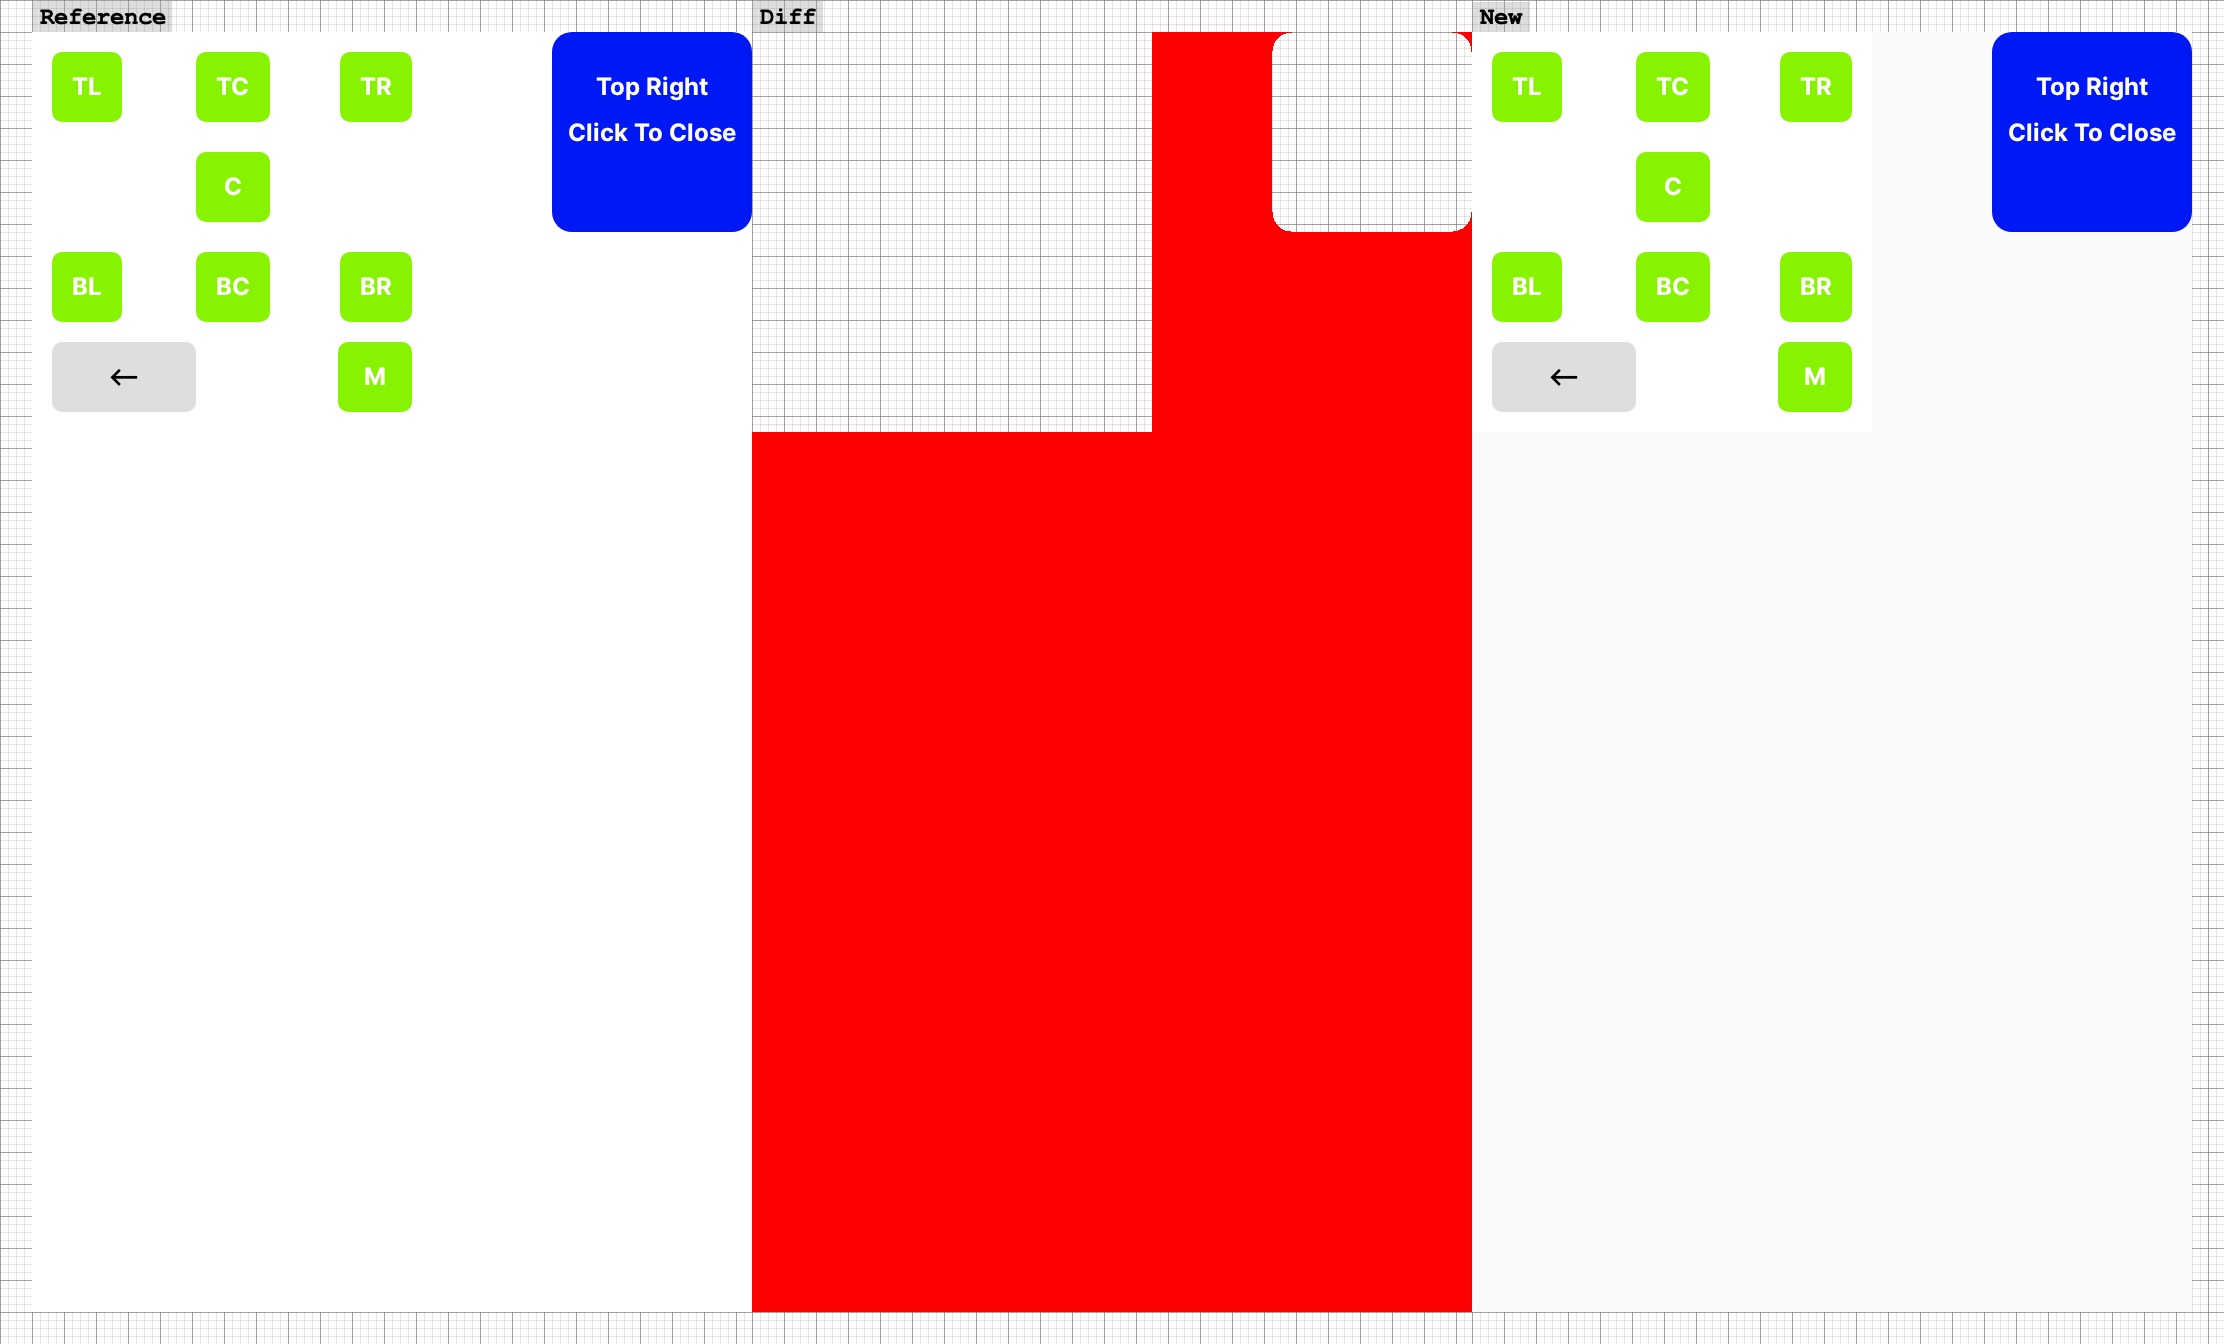 Reference
Diff
New
TL TC TR
Top Right
Click To Close
C
BL BC BR
← M
TL TC TR
Top Right
Click To Close
C
BL BC BR
← M